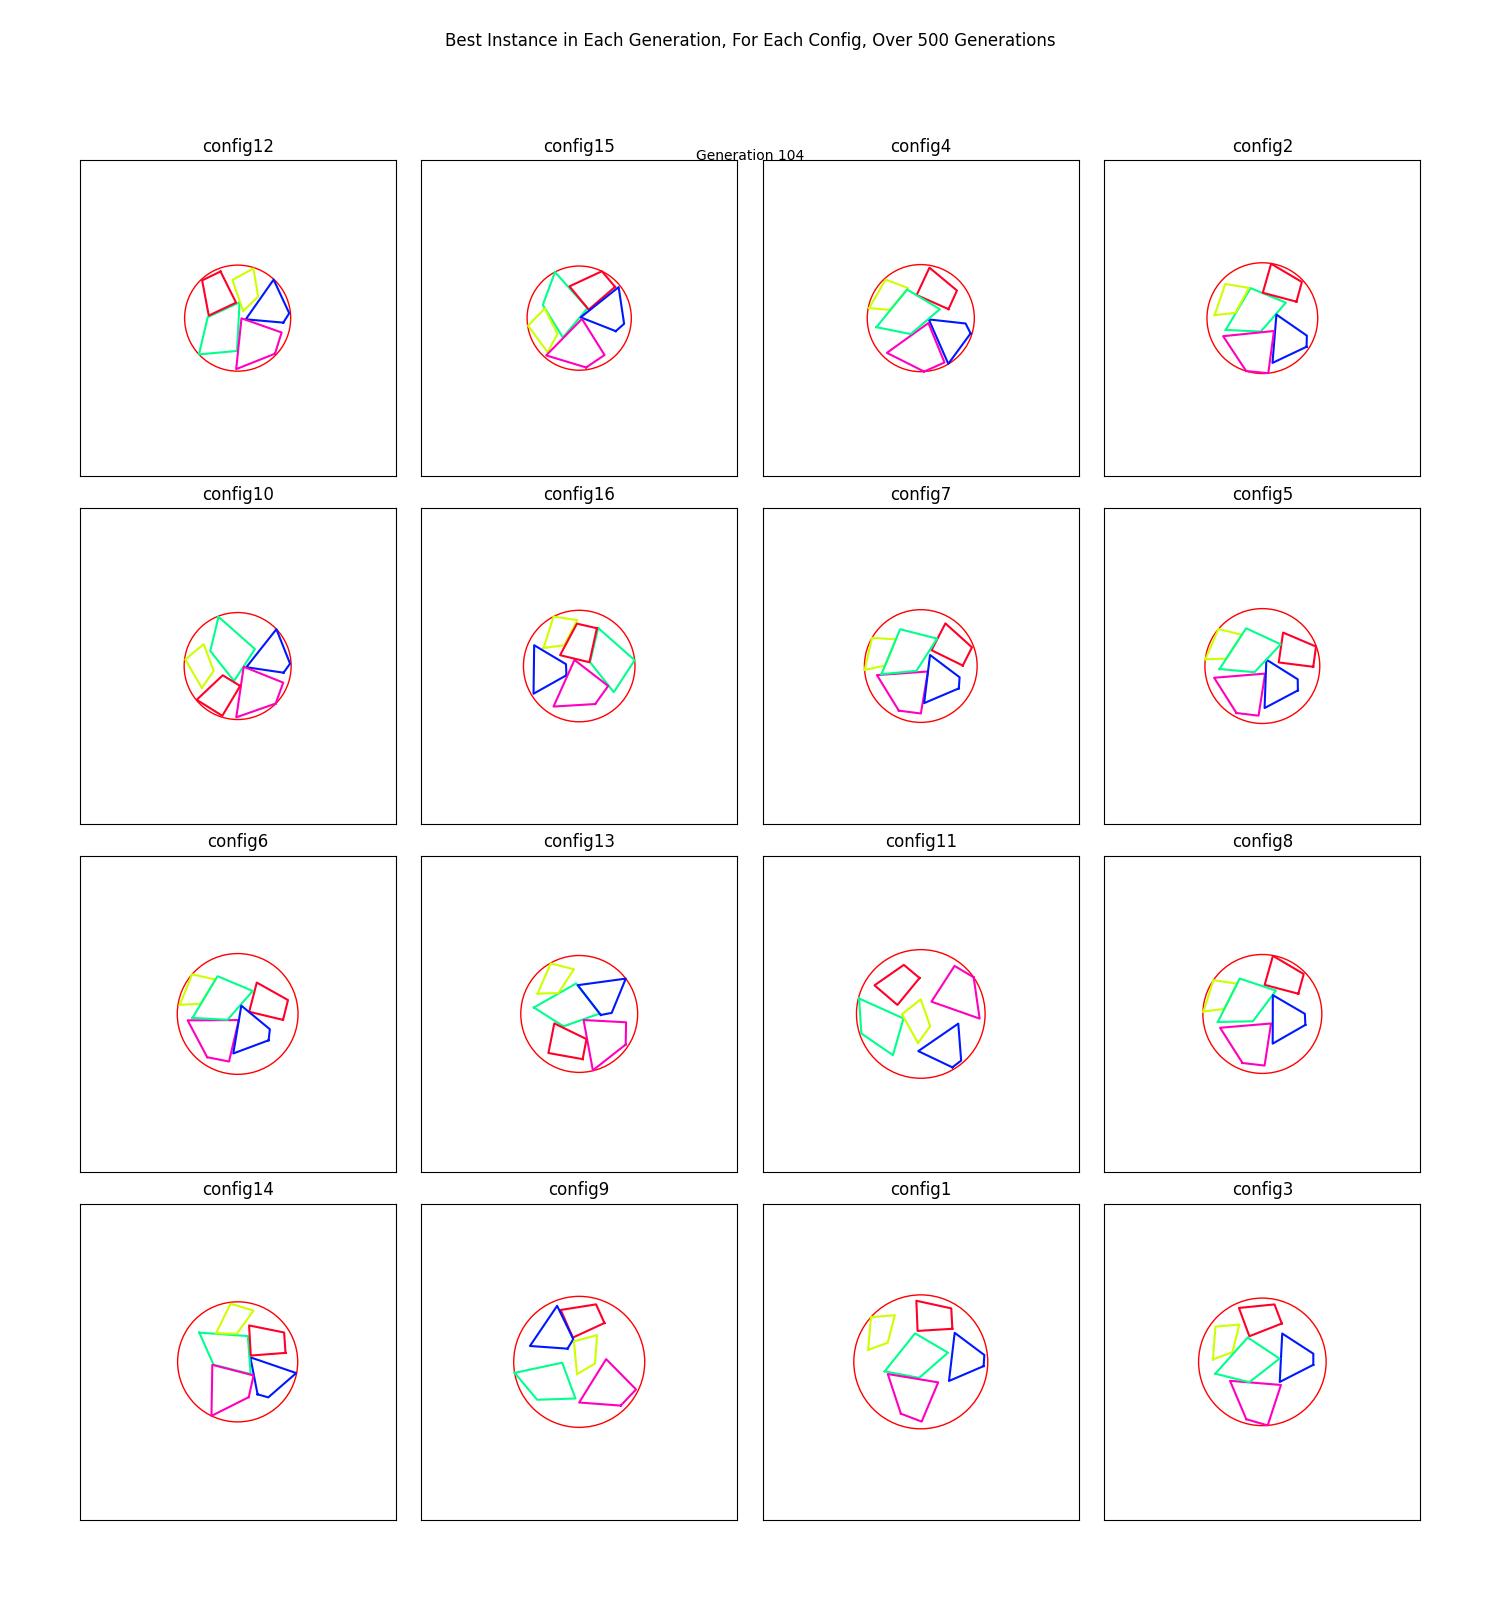 Best Instance in Each Generation, For Each Config, Over 500 Generations
Generation 104
config12
config15
config4
config2
config10
config16
config7
config5
config6
config13
config11
config8
config14
config9
config1
config3